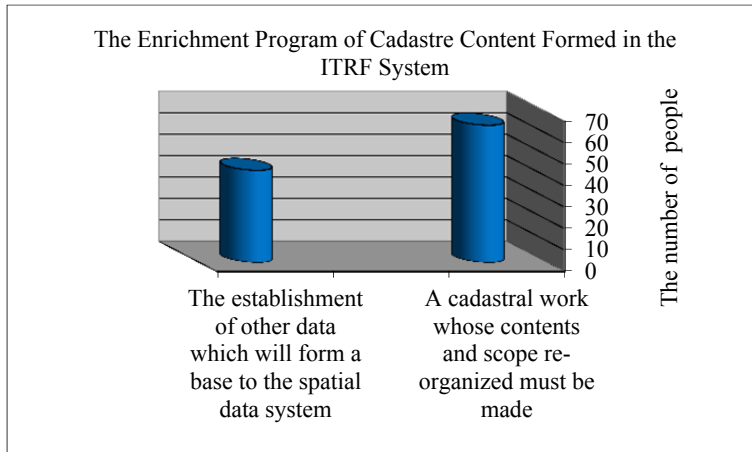 The Enrichment Program of Cadastre Content Formed in the
ITRF System
70
60
50
40
30
20
10
0
The number of people
The establishment
of other data
which will form a
base to the spatial
data system
A cadastral work
whose contents
and scope re-
organized must be
made